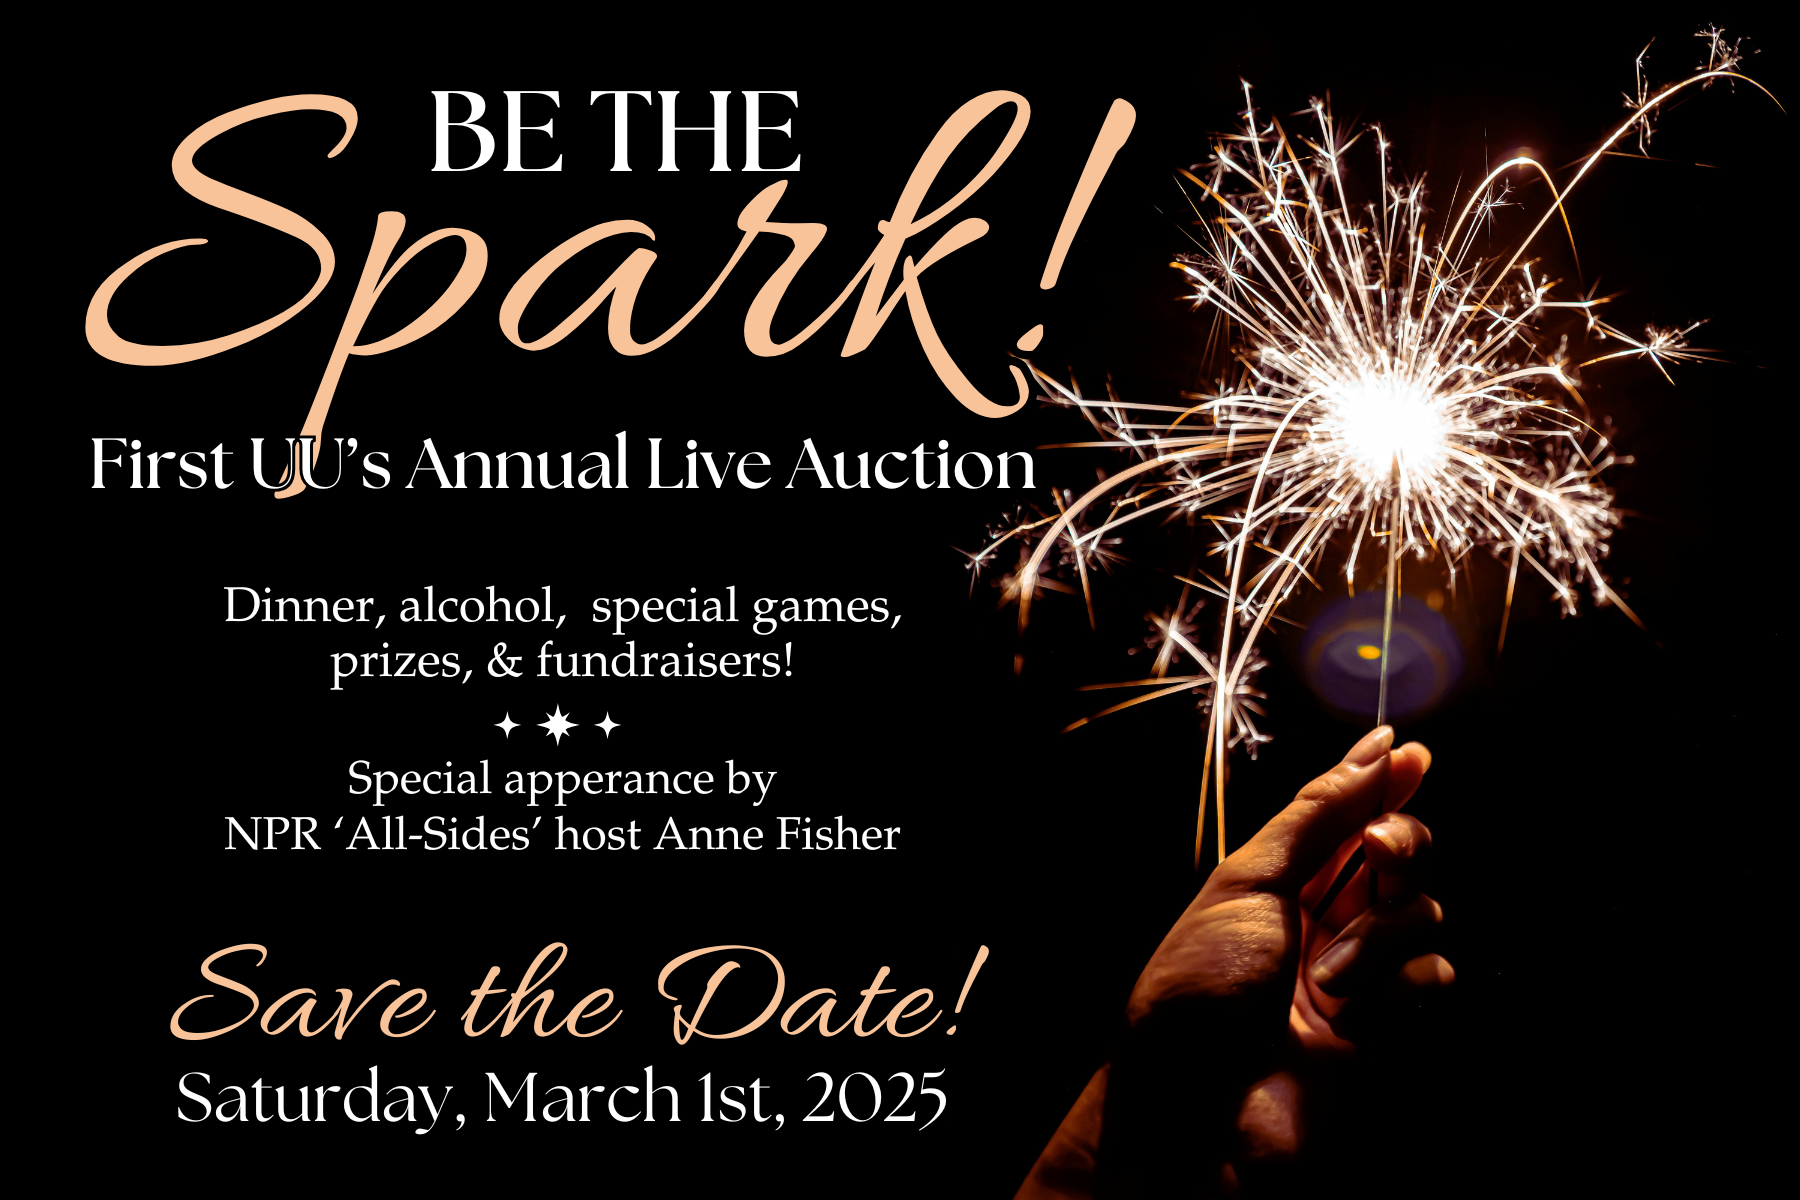 BE THE
Spark!
First UU’s Annual Live Auction
Dinner, alcohol,  special games,
prizes, & fundraisers!
Special apperance by
NPR ‘All-Sides’ host Anne Fisher
Save the Date!
Saturday, March 1st, 2025